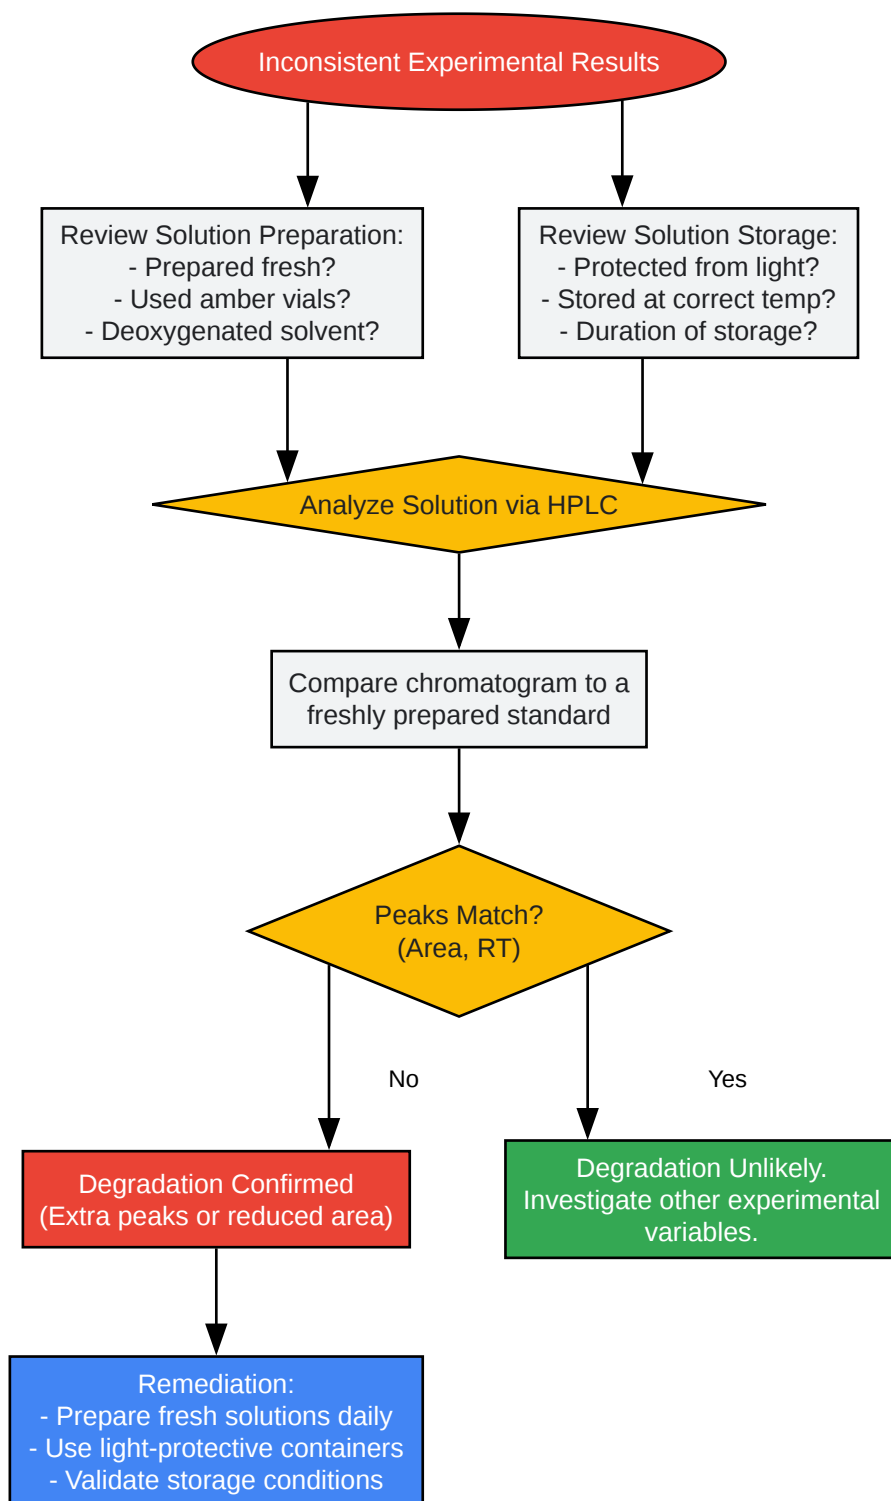 Inconsistent Experimental Results
Review Solution Preparation:
- Prepared fresh?
- Used amber vials?
- Deoxygenated solvent?
Review Solution Storage:
- Protected from light?
- Stored at correct temp?
- Duration of storage?
Analyze Solution via HPLC
Compare chromatogram to a
freshly prepared standard
Peaks Match?
(Area, RT)
No
Yes
Degradation Confirmed
(Extra peaks or reduced area)
Degradation Unlikely.
Investigate other experimental
variables.
Remediation:
- Prepare fresh solutions daily
- Use light-protective containers
- Validate storage conditions